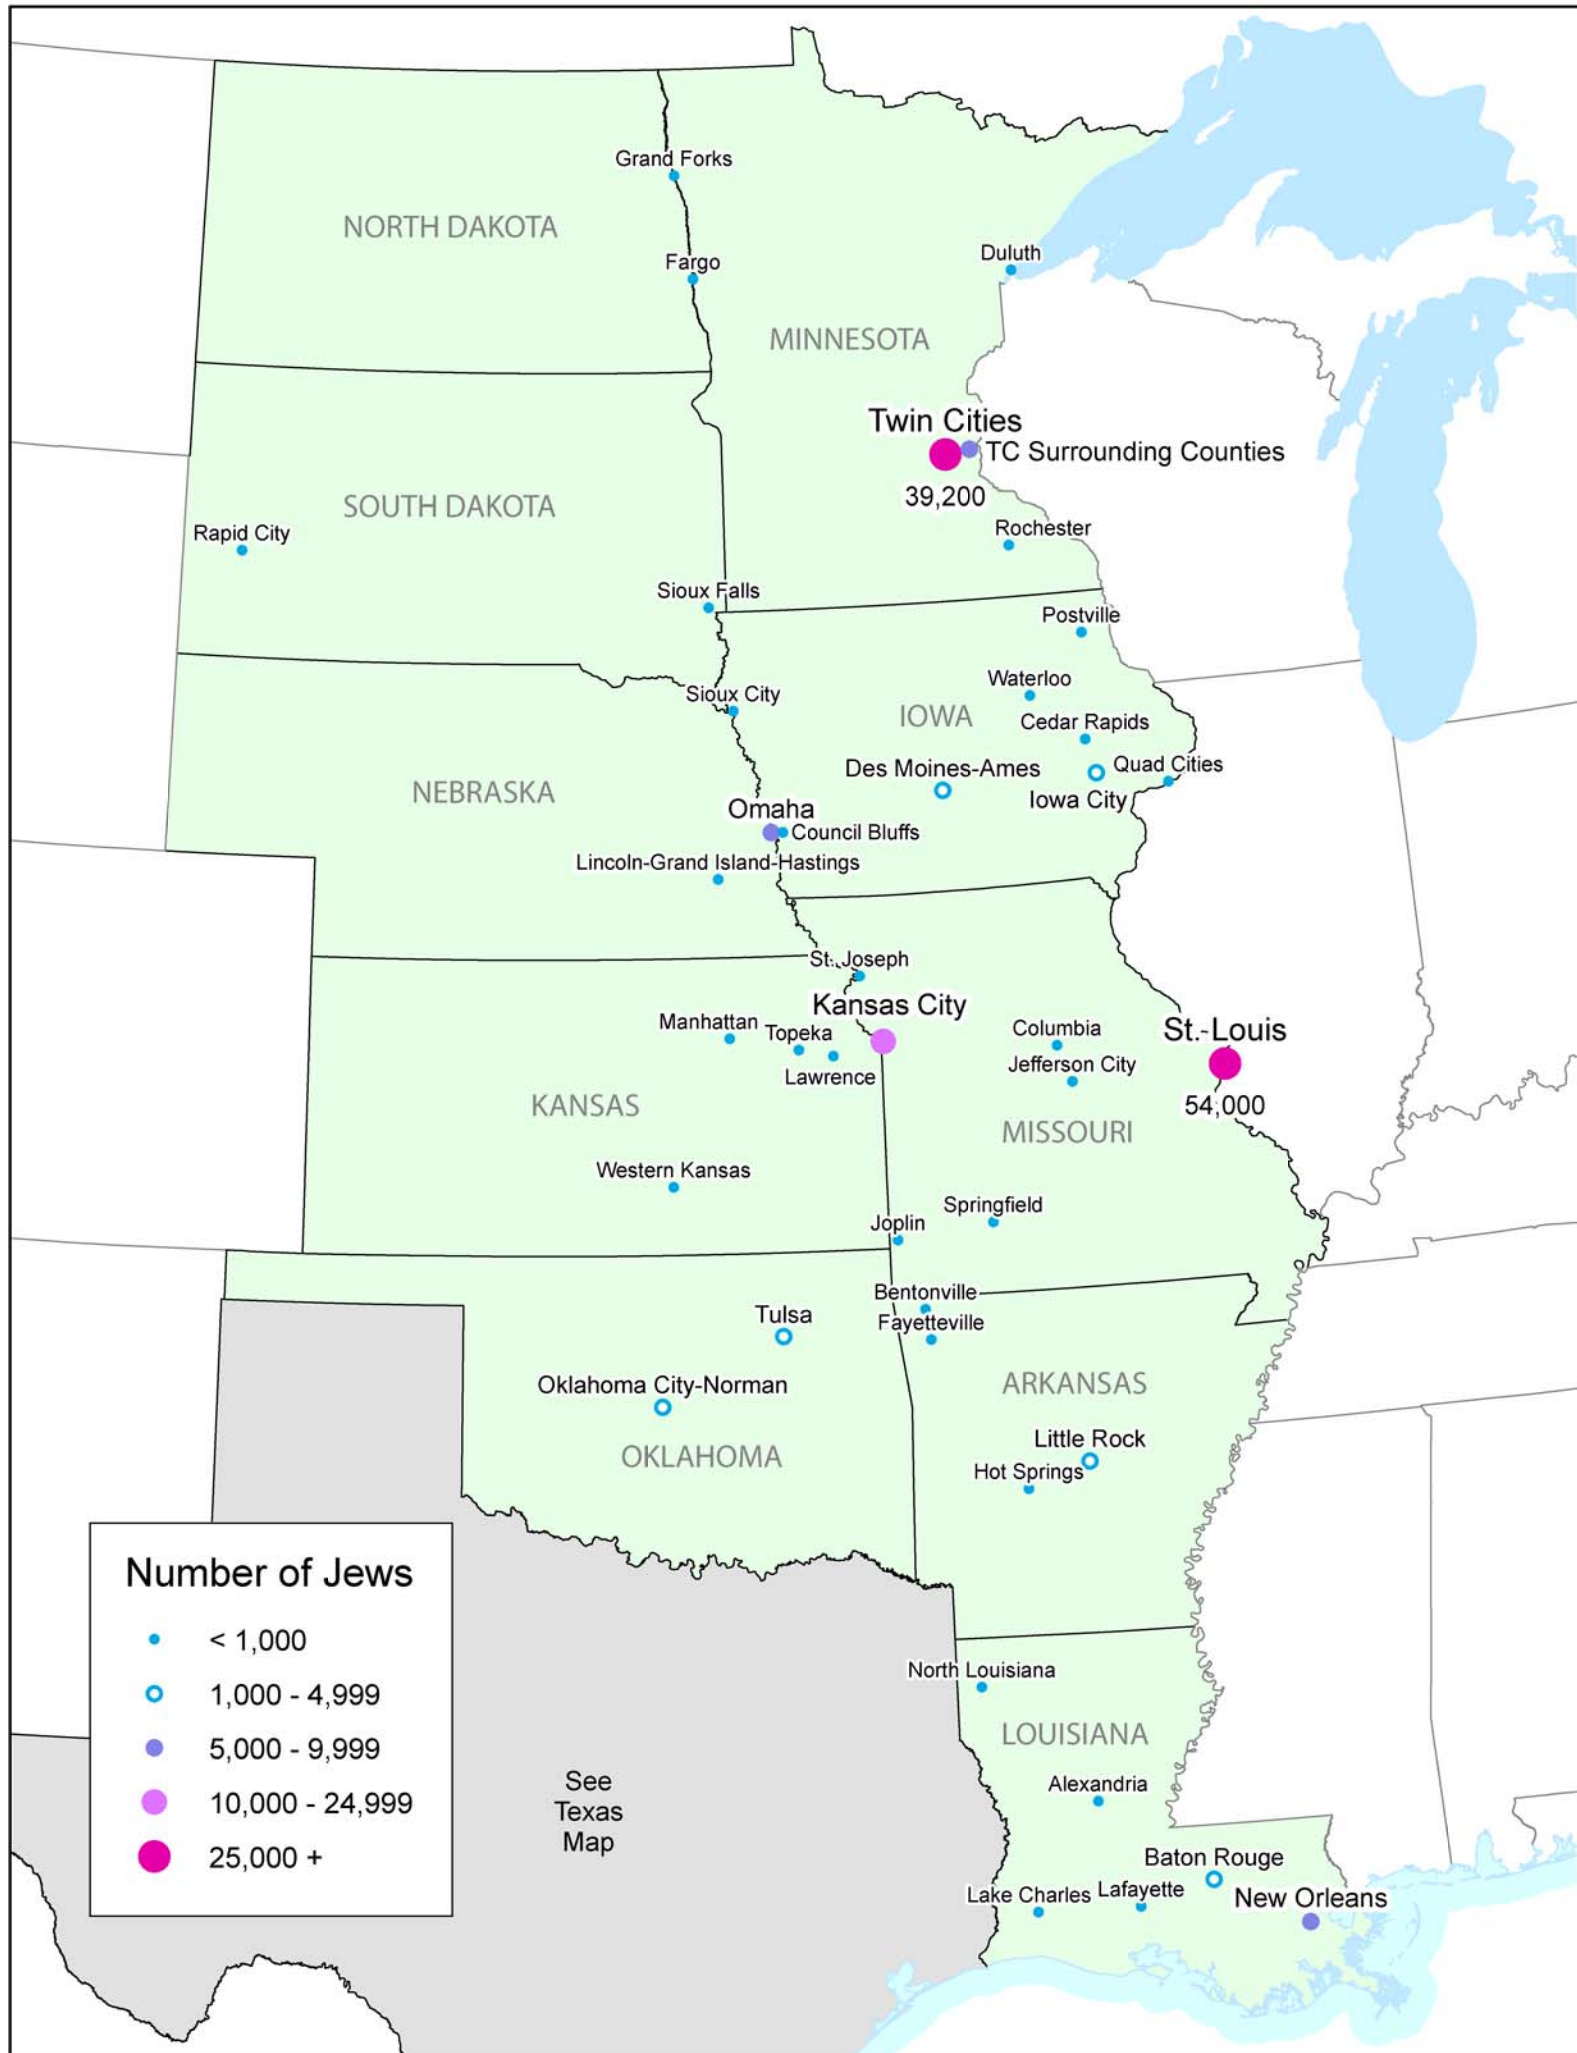 Grand Forks
NORTH DAKOTA
Fargo
Duluth
MINNESOTA
Twin Cities
TC Surrounding Counties
39,200
SOUTH DAKOTA
Rapid City
Rochester
Sioux Falls
Postville
Waterloo
Sioux City
IOWA
Cedar Rapids
Quad Cities
Des Moines-Ames
NEBRASKA
Iowa City
Omaha
Council Bluffs
Lincoln-Grand Island-Hastings
St. Joseph
Kansas City
Manhattan
Topeka
Columbia
St. Louis
Jefferson City
Lawrence
KANSAS
54,000
MISSOURI
Western Kansas
Springfield
Joplin
Bentonville
Tulsa
Fayetteville
Oklahoma City-Norman
ARKANSAS
Little Rock
OKLAHOMA
Hot Springs
Number of Jews
< 1,000
1,000 - 4,999
5,000 - 9,999
10,000 - 24,999
25,000 +
North Louisiana
LOUISIANA
See
Texas
Map
Alexandria
Baton Rouge
Lake Charles
Lafayette
New Orleans